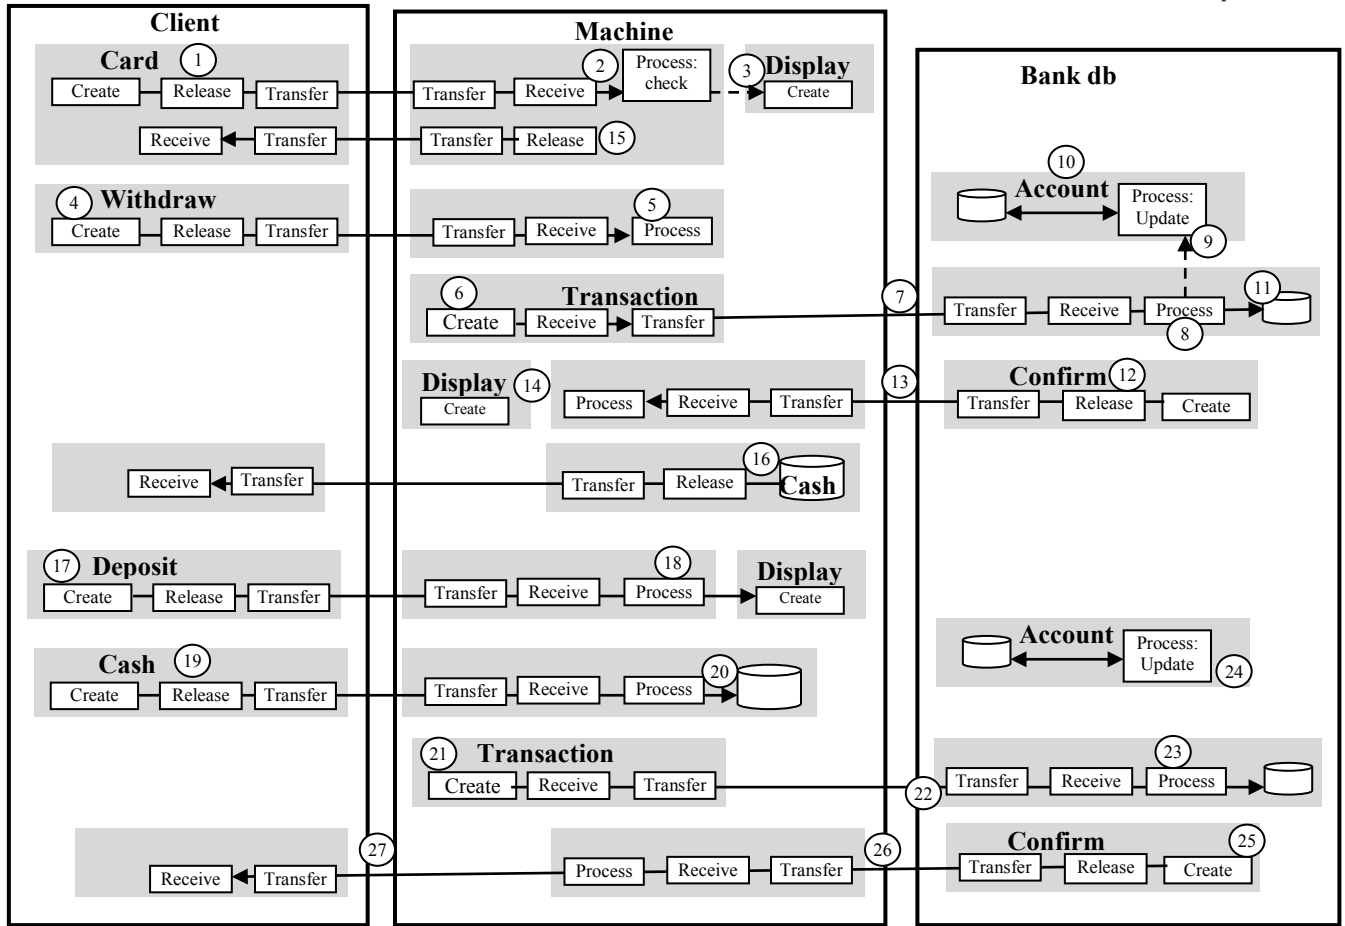 Client
Machine
Bank db
Card 1
2 Process:
check
3 Display
Create Release Transfer Transfer Receive Create
Receive Transfer Transfer Release 15
10
4 Withdraw 5 Account Process:
Update
Create Release Transfer Transfer Receive Process
9
6 Transaction 7 11
Create Receive Transfer Transfer Receive Process
8
Display 14 13 Confirm 12
Create Process Receive Transfer Transfer Release Create
16
Receive Transfer Transfer Release Cash
17 Deposit 18 Display
Create Release Transfer Transfer Receive Process Create
Account Process:
Update
24
Cash 19 20
Create Release Transfer Transfer Receive Process
21 Transaction 23
Create Receive Transfer 22 Transfer Receive Process
27 26 Confirm 25
Receive Transfer Process Receive Transfer Transfer Release Create